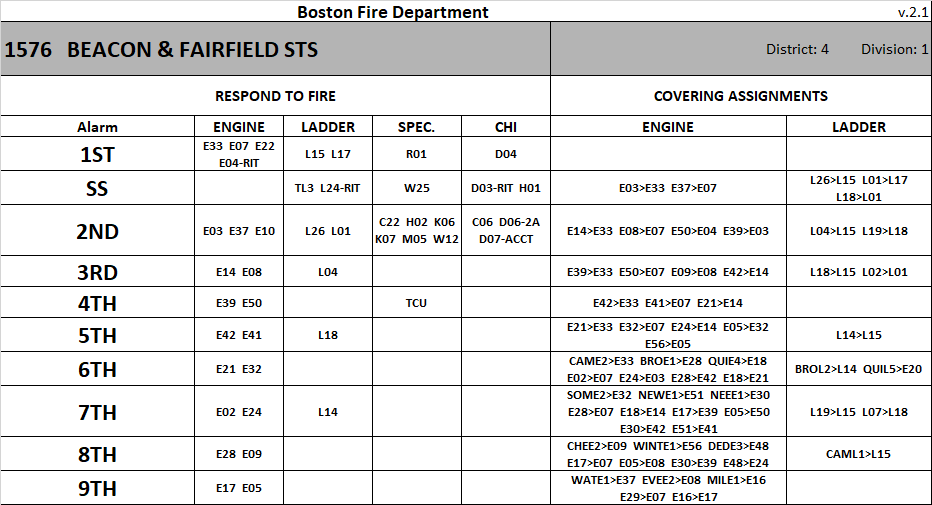 Boston Fire Department v.2.1
1576 BEACON & FAIRFIELD STS District: 4 Division: 1
RESPOND TO FIRE COVERING ASSIGNMENTS
Alarm ENGINE LADDER SPEC. CHI ENGINE LADDER
1ST E33 E07 E22 L15 L17 R01 D04
E04-RIT
SS TL3 L24-RIT W25 D03-RIT H01 E03>E33 E37>E07 L26>L15 L01>L17
L18>L01
2ND E03 E37 E10 L26 L01 C22 H02 K06 C06 D06-2A E14>E33 E08>E07 E50>E04 E39>E03 L04>L15 L19>L18
K07 M05 W12 D07-ACCT
3RD E14 E08 L04 E39>E33 E50>E07 E09>E08 E42>E14 L18>L15 L02>L01
4TH E39 E50 TCU E42>E33 E41>E07 E21>E14
5TH E42 E41 L18 E21>E33 E32>E07 E24>E14 E05>E32 L14>L15
E56>E05
6TH E21 E32 CAME2>E33 BROE1>E28 QUIE4>E18 BROL2>L14 QUIL5>E20
E02>E07 E24>E03 E28>E42 E18>E21
7TH E02 E24 L14 SOME2>E32 NEWE1>E51 NEEE1>E30 L19>L15 L07>L18
E28>E07 E18>E14 E17>E39 E05>E50
E30>E42 E51>E41
8TH E28 E09 CHEE2>E09 WINTE1>E56 DEDE3>E48 CAML1>L15
E17>E07 E05>E08 E30>E39 E48>E24
9TH E17 E05 WATE1>E37 EVEE2>E08 MILE1>E16
E29>E07 E16>E17